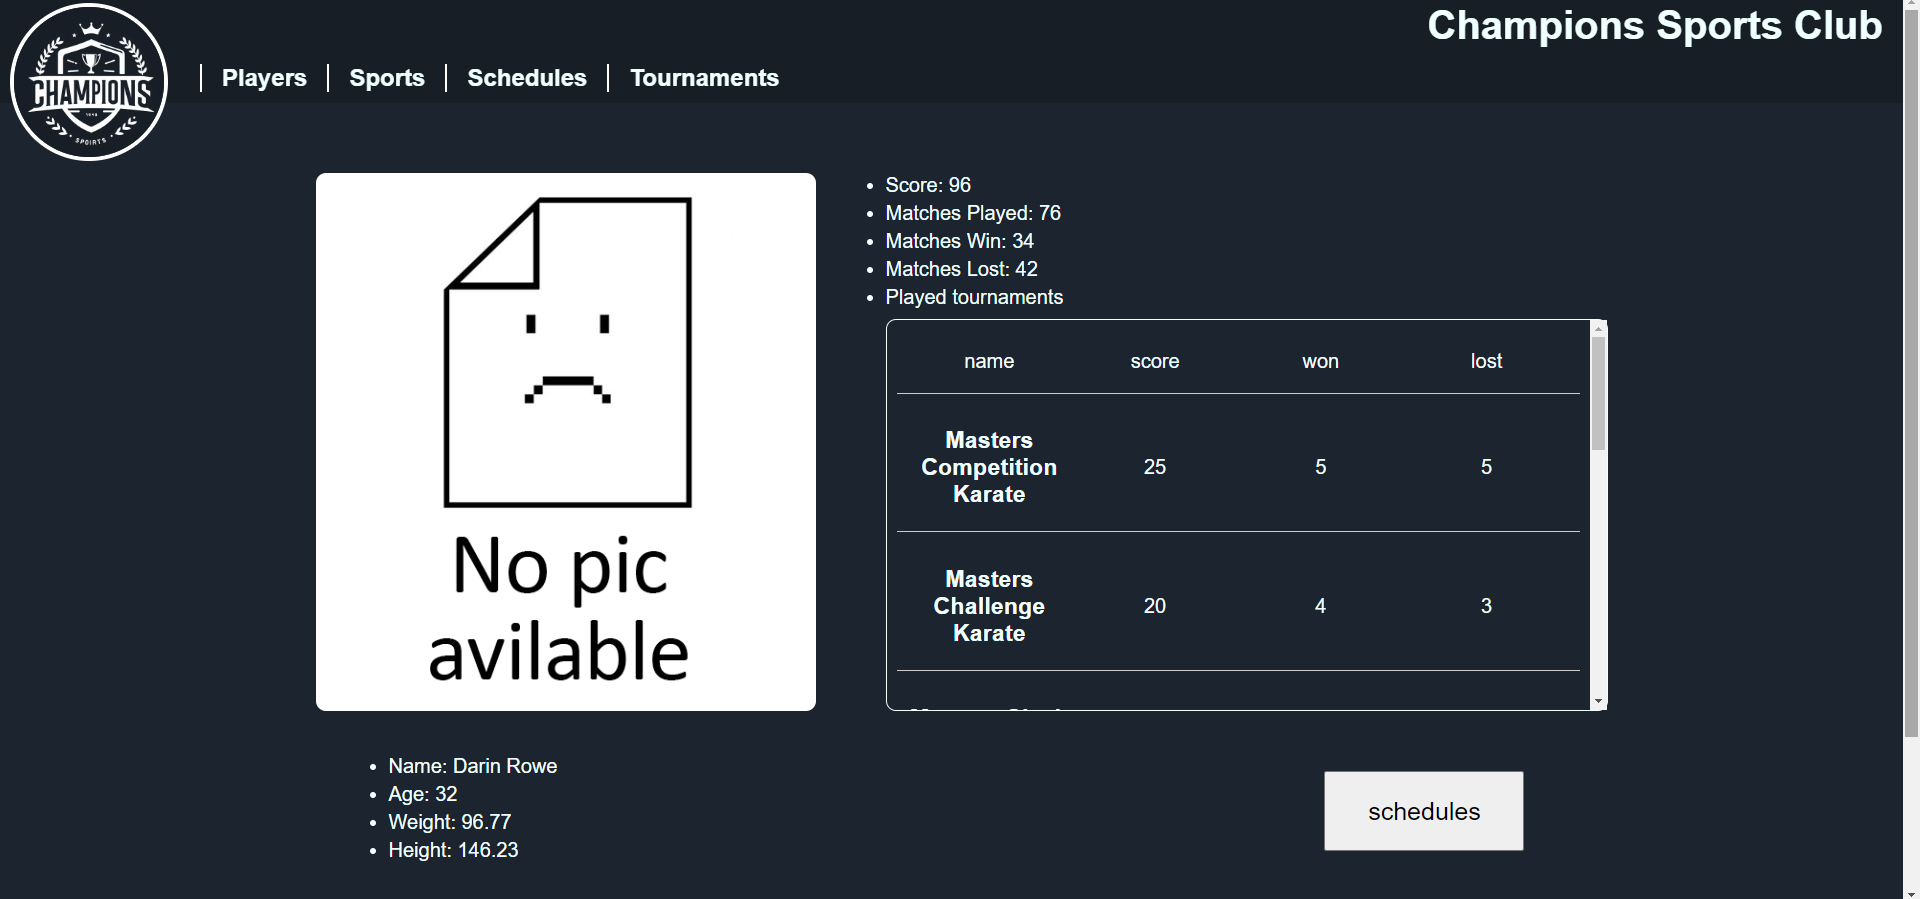 Champions Sports Club
CHAMPIONS
SPOIRTS
Players
Sports
Schedules
Tournaments
No pic
avilable
Score: 96
Matches Played: 76
Matches Win: 34
Matches Lost: 42
Played tournaments
name score won lost
Masters
Competition
Karate
25 5 5
Masters
Challenge
Karate
20 4 3
Name: Darin Rowe
Age: 32
Weight: 96.77
Height: 146.23
schedules